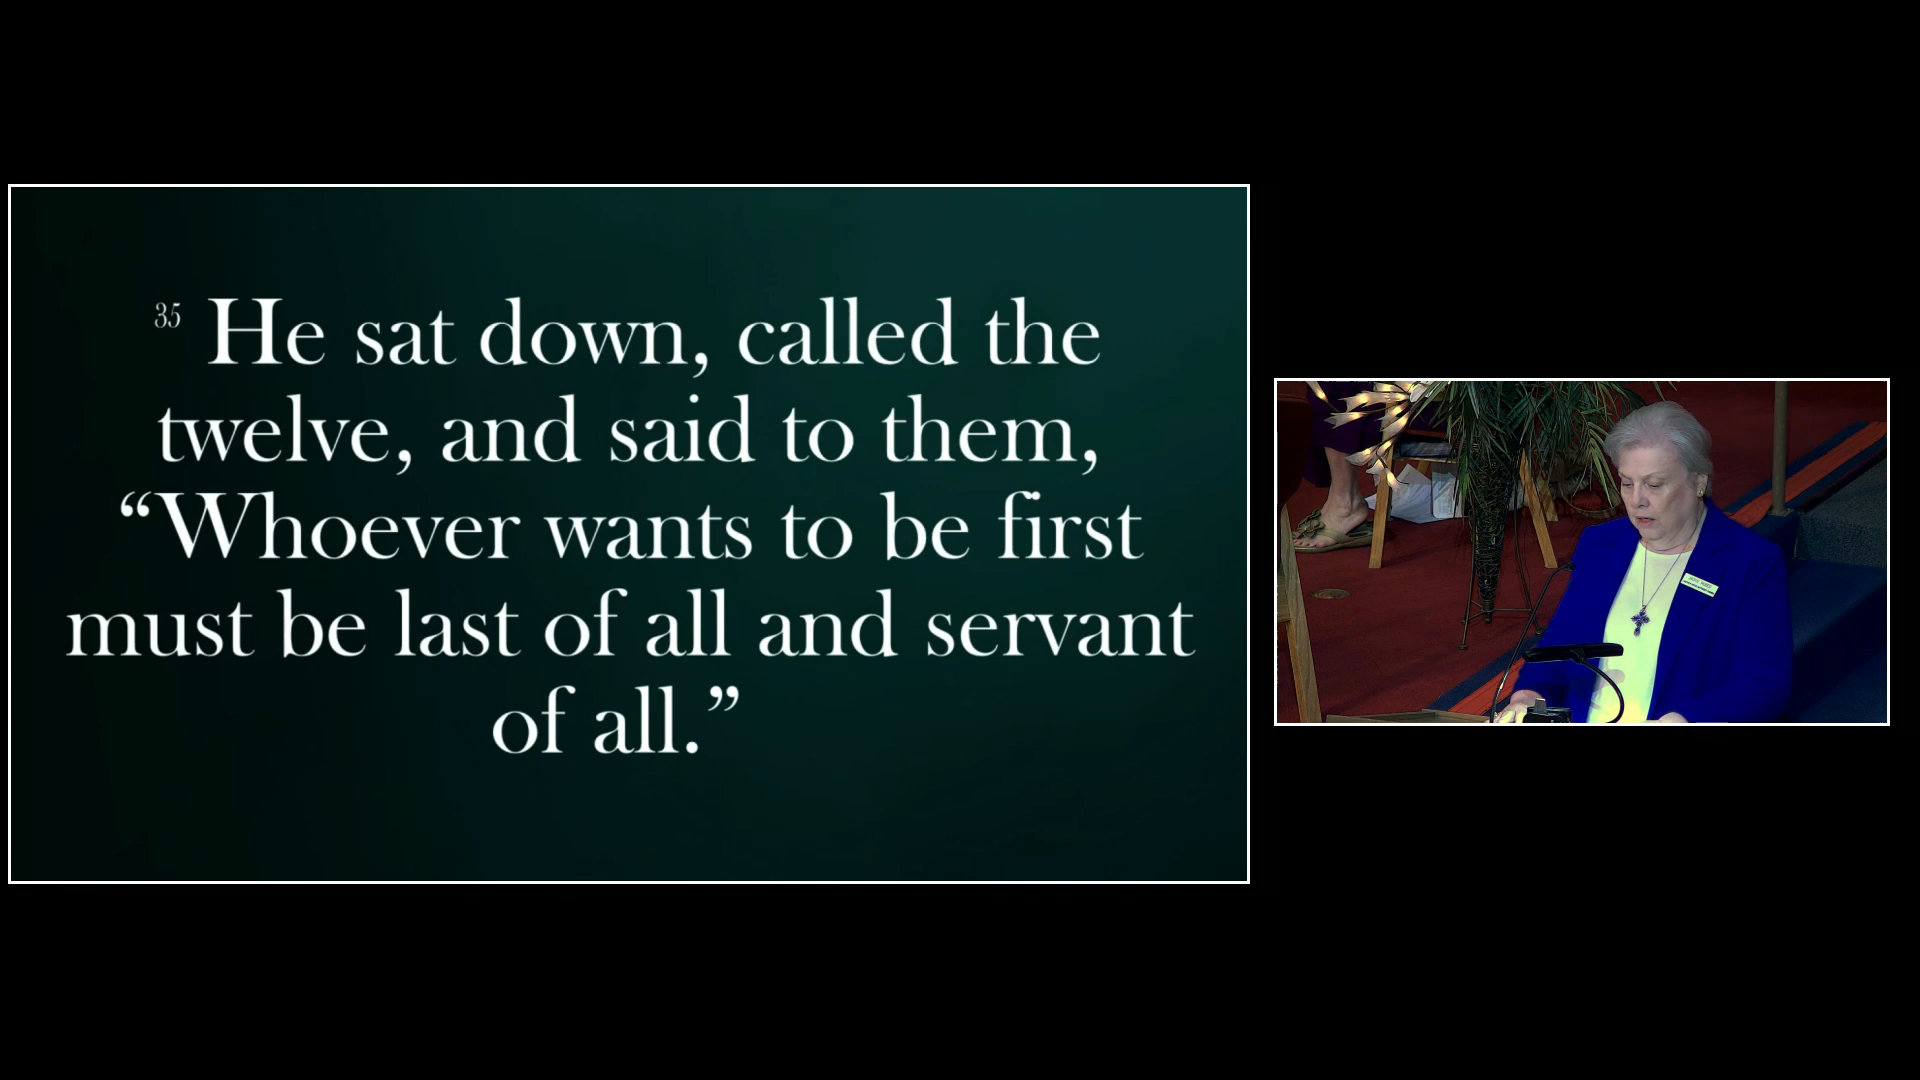 35 He sat down, called the
twelve, and said to them,
“Whoever wants to be first
must be last of all and servant
of all.”